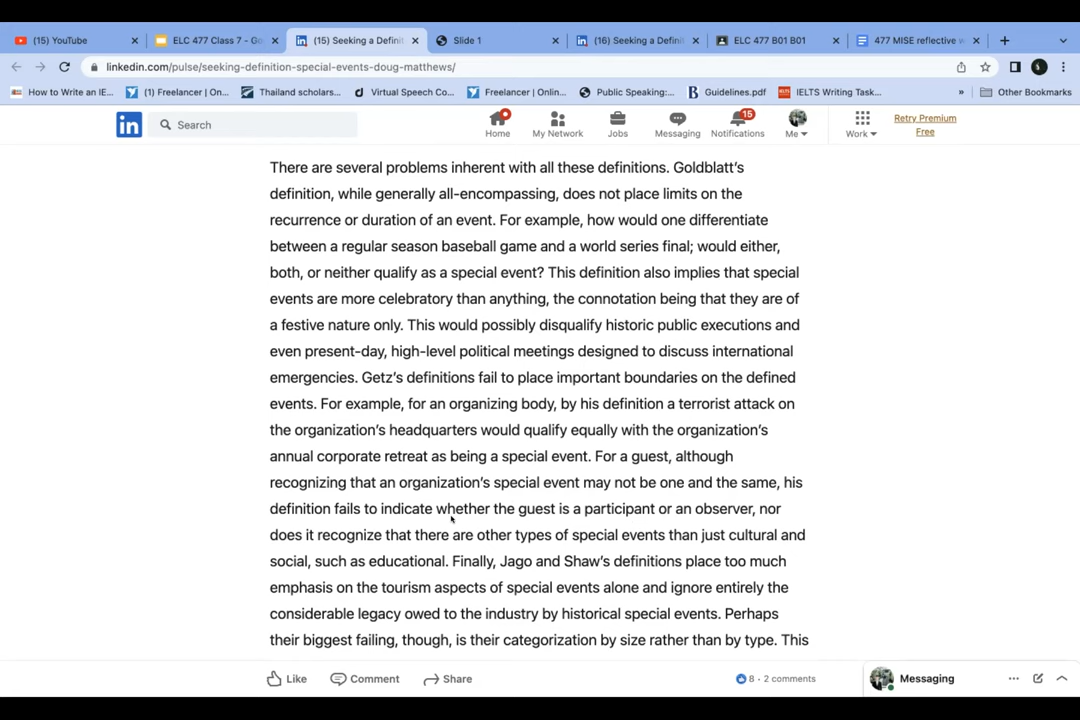 (15) YouTube
ELC 477 Class 7 - Go
(15) Seeking a Definit
Slide 1
(16) Seeking a Definit
ELC 477 B01 B01
477 MISE reflective w
linkedin.com/pulse/seeking-definition-special-events-doug-matthews/
How to Write an IE...
(1) Freelancer | On...
Thailand scholars...
Virtual Speech Co...
Freelancer | Onlin...
Public Speaking:...
Guidelines.pdf
IELTS Writing Task...
»
Other Bookmarks
in
Search
Home
My Network
Jobs
Messaging
15
Notifications
Me
Work
Retry Premium
Free
There are several problems inherent with all these definitions. Goldblatt's
definition, while generally all-encompassing, does not place limits on the
recurrence or duration of an event. For example, how would one differentiate
between a regular season baseball game and a world series final; would either,
both, or neither qualify as a special event? This definition also implies that special
events are more celebratory than anything, the connotation being that they are of
a festive nature only. This would possibly disqualify historic public executions and
even present-day, high-level political meetings designed to discuss international
emergencies. Getz's definitions fail to place important boundaries on the defined
events. For example, for an organizing body, by his definition a terrorist attack on
the organization's headquarters would qualify equally with the organization's
annual corporate retreat as being a special event. For a guest, although
recognizing that an organization's special event may not be one and the same, his
definition fails to indicate whether the guest is a participant or an observer, nor
does it recognize that there are other types of special events than just cultural and
social, such as educational. Finally, Jago and Shaw's definitions place too much
emphasis on the tourism aspects of special events alone and ignore entirely the
considerable legacy owed to the industry by historical special events. Perhaps
their biggest failing, though, is their categorization by size rather than by type. This
Like
Comment
Share
8 · 2 comments
Messaging